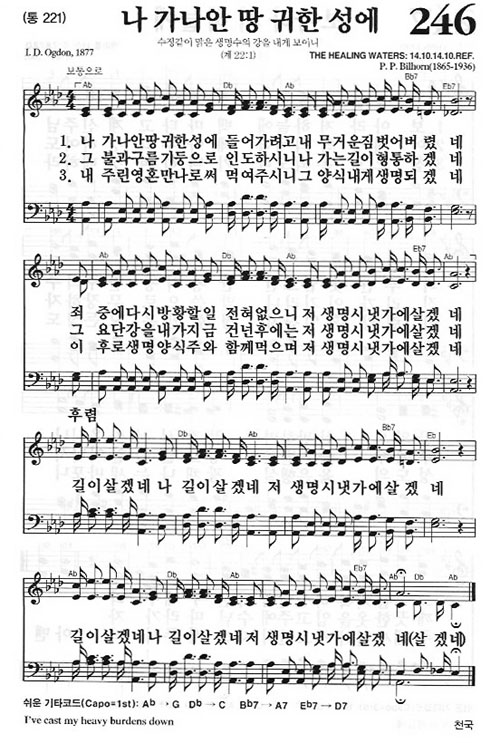 (통 221)
나 가나안 땅 귀한 성에 246
수정같이 맑은 생명수의 강을 내게 보이니
(계 22:1)
I. D. Ogdon, 1877
THE HEALING WATERS: 14.10.14.10.REF.
P. P. Bilhorn(1865-1936)
보통으로
Ab Db Ab Bb7 Eb7
1. 나 가나안땅귀한성에 들어가려고내 무거운짐벗어버 렸 네
2. 그 불과구름기둥으로 인도하시니나 가는길이형통하 겠 네
3. 내 주린영혼만나로써 먹여주시니그 양식내게생명되 겠 네
Ab Db Ab Eb7 Ab
죄 중에다시방황할일 전혀없으니저 생명시냇가에살겠 네
그 요단강을내가지금 건넌후에는저 생명시냇가에살겠 네
이 후로생명양식주와 함께먹으며저 생명시냇가에살겠 네
후렴
Ab Db Ab Bb7 Eb
길이살겠네 나 길이살겠네 저 생명시냇가에살겠 네
Ab Db Db Ab Eb7 Ab Db Ab
길이살겠네나 길이살겠네저 생명시냇가에살겠 네(살 겠네)
쉬운 기타코드(Capo=1st): Ab → G Db → C Bb7 → A7 Eb7 → D7
I've cast my heavy burdens down
천국